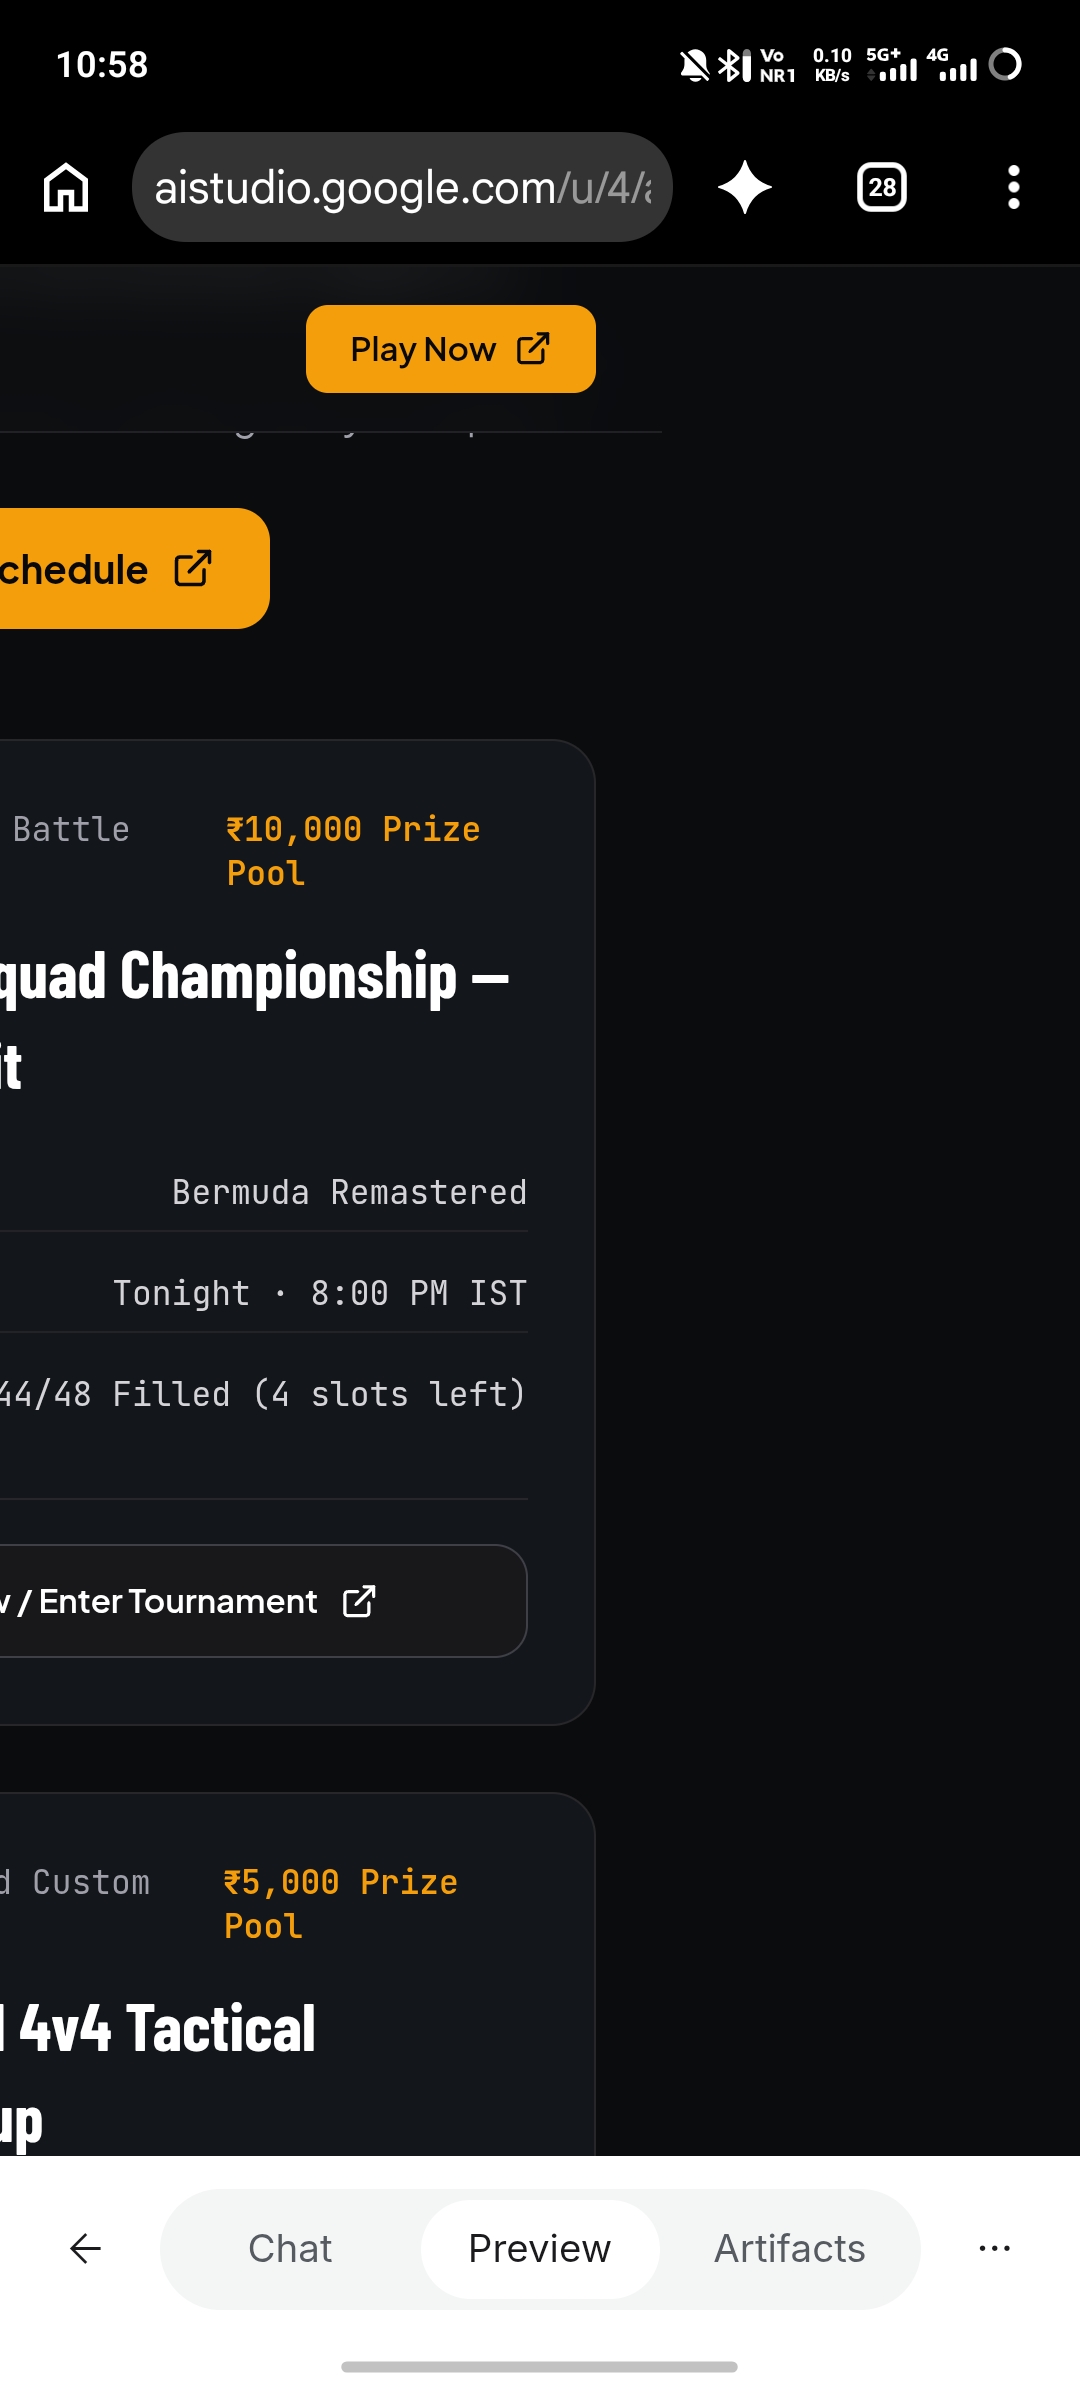 10:58
Vo NR1 0.10 KB/s 5G+ 4G
aistudio.google.com/u/4/
28
Play Now
chedule
Battle
₹10,000 Prize
Pool
quad Championship —
it
Bermuda Remastered
Tonight · 8:00 PM IST
44/48 Filled (4 slots left)
/ Enter Tournament
d Custom
₹5,000 Prize
Pool
4v4 Tactical
up
Chat
Preview
Artifacts